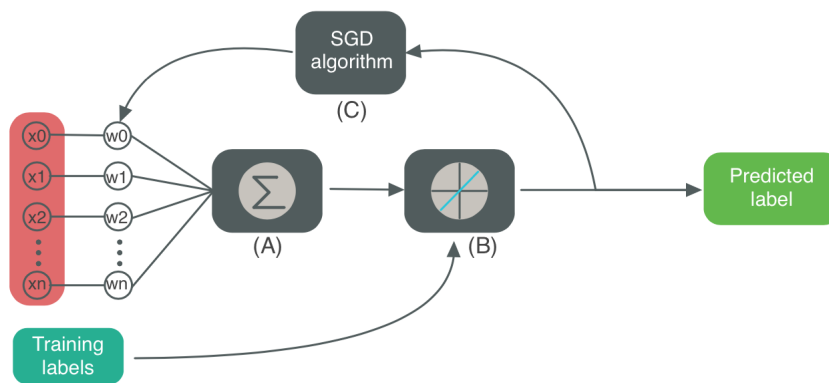 SGD
algorithm
(C)
x0 w0
x1 w1
x2 w2
xn wn
Σ
(A)
(B)
Predicted
label
Training
labels